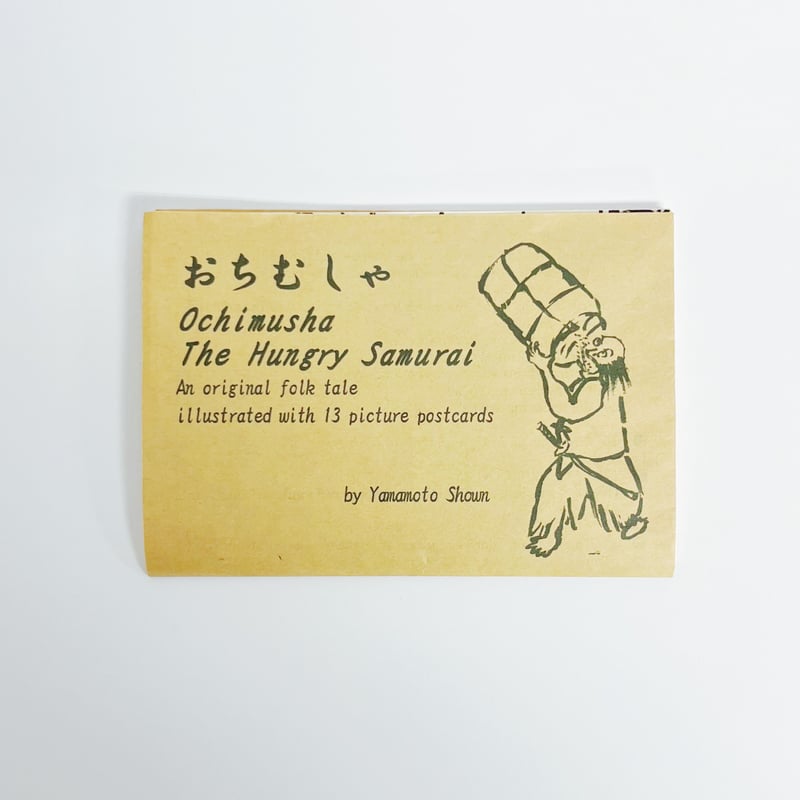 おちむしゃ
Ochimusha
The Hungry Samurai
An original folk tale
illustrated with 13 picture postcards
by Yamamoto Shown